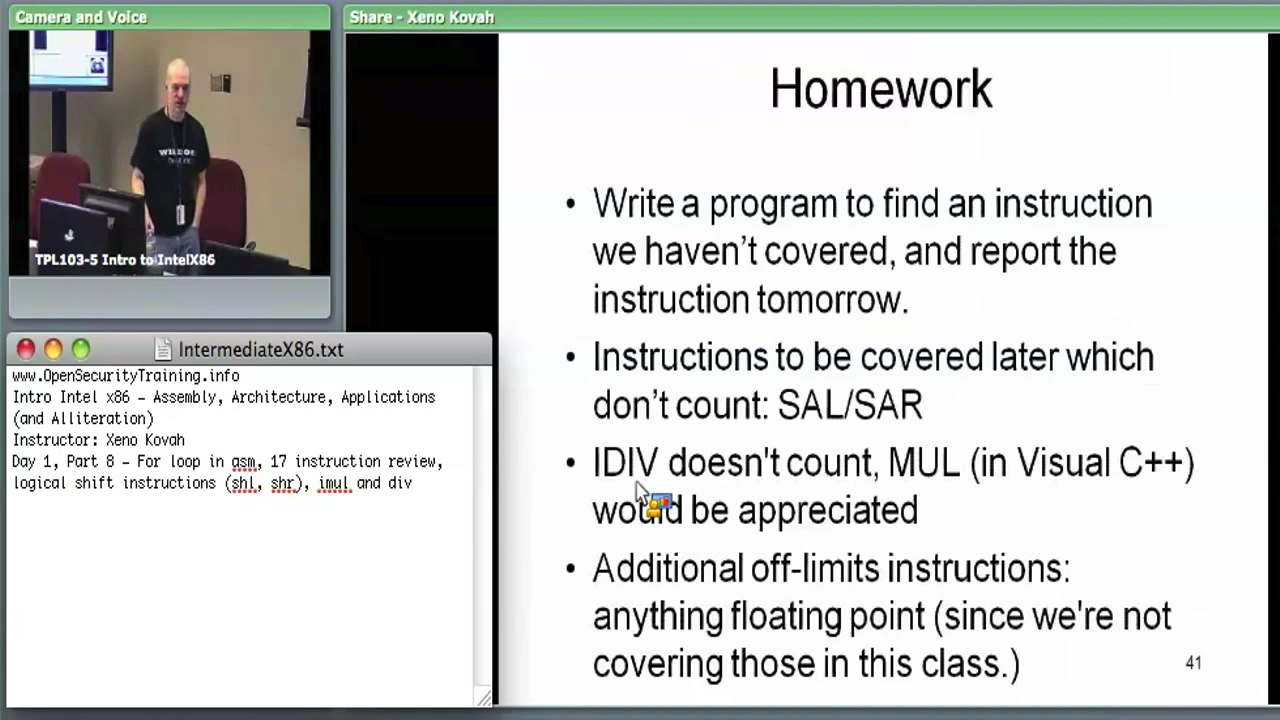 Camera and Voice
TPL103-5 Intro to IntelX86
IntermediateX86.txt
www.OpenSecurityTraining.info
Intro Intel x86 – Assembly, Architecture, Applications
(and Alliteration)
Instructor: Xeno Kovah
Day 1, Part 8 – For loop in asm, 17 instruction review,
logical shift instructions (shl, shr), imul and div
Share - Xeno Kovah
Homework
• Write a program to find an instruction
we haven’t covered, and report the
instruction tomorrow.
• Instructions to be covered later which
don’t count: SAL/SAR
• IDIV doesn't count, MUL (in Visual C++)
would be appreciated
• Additional off-limits instructions:
anything floating point (since we're not
covering those in this class.)
41